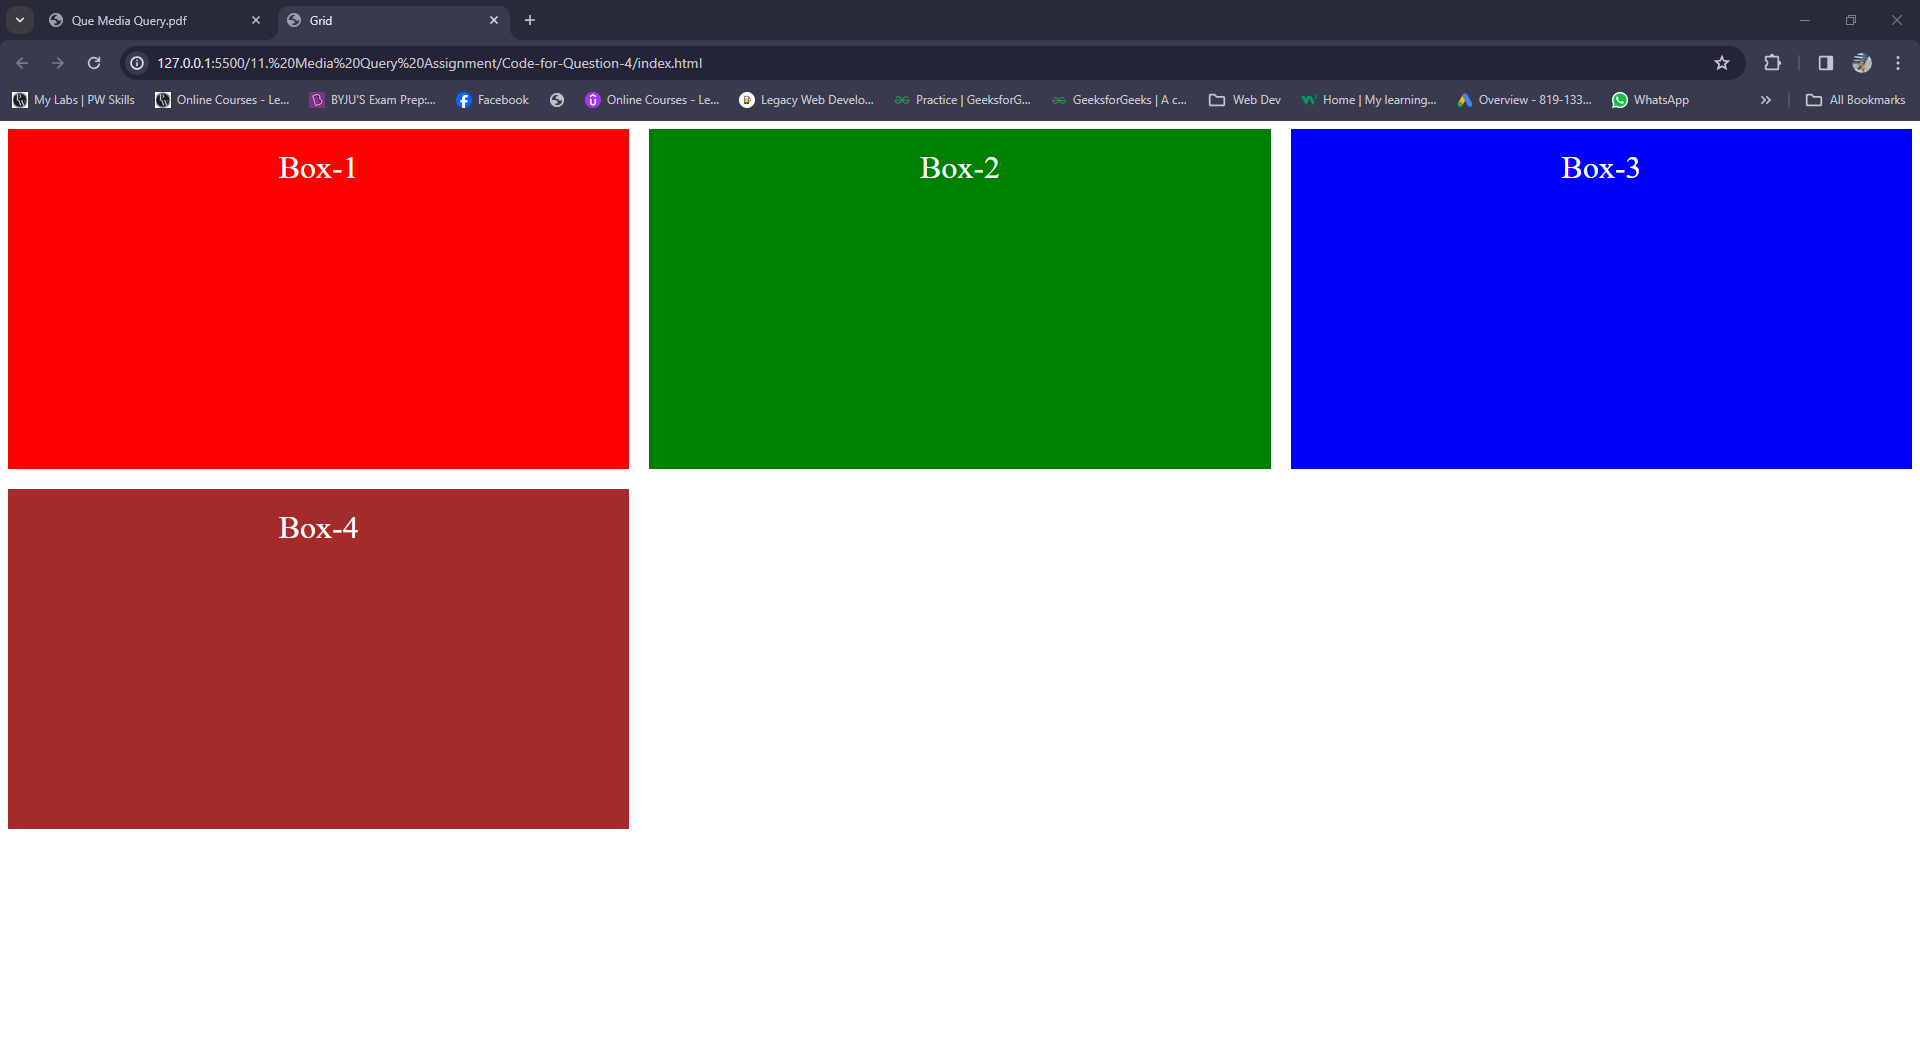 Que Media Query.pdf
Grid
127.0.0.1:5500/11.%20Media%20Query%20Assignment/Code-for-Question-4/index.html
My Labs | PW Skills
Online Courses - Le...
BYJU'S Exam Prep:...
Facebook
Online Courses - Le...
Legacy Web Develo...
Practice | GeeksforG...
GeeksforGeeks | A c...
Web Dev
Home | My learning...
Overview - 819-133...
WhatsApp
All Bookmarks
Box-1
Box-2
Box-3
Box-4